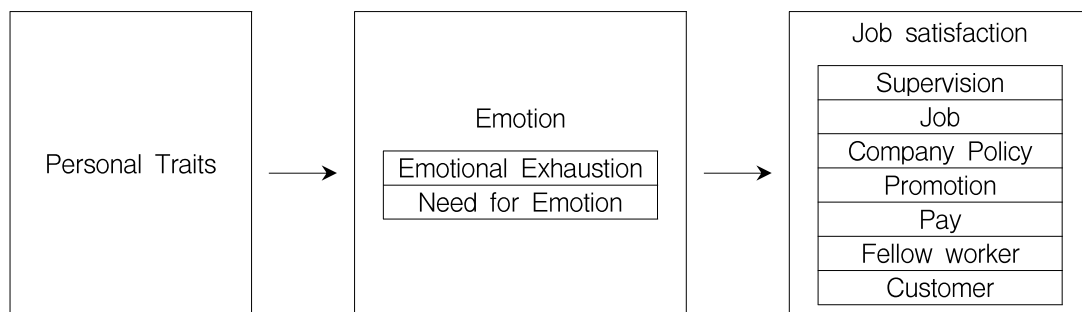 Personal Traits
Emotion
Emotional Exhaustion
Need for Emotion
Job satisfaction
Supervision
Job
Company Policy
Promotion
Pay
Fellow worker
Customer